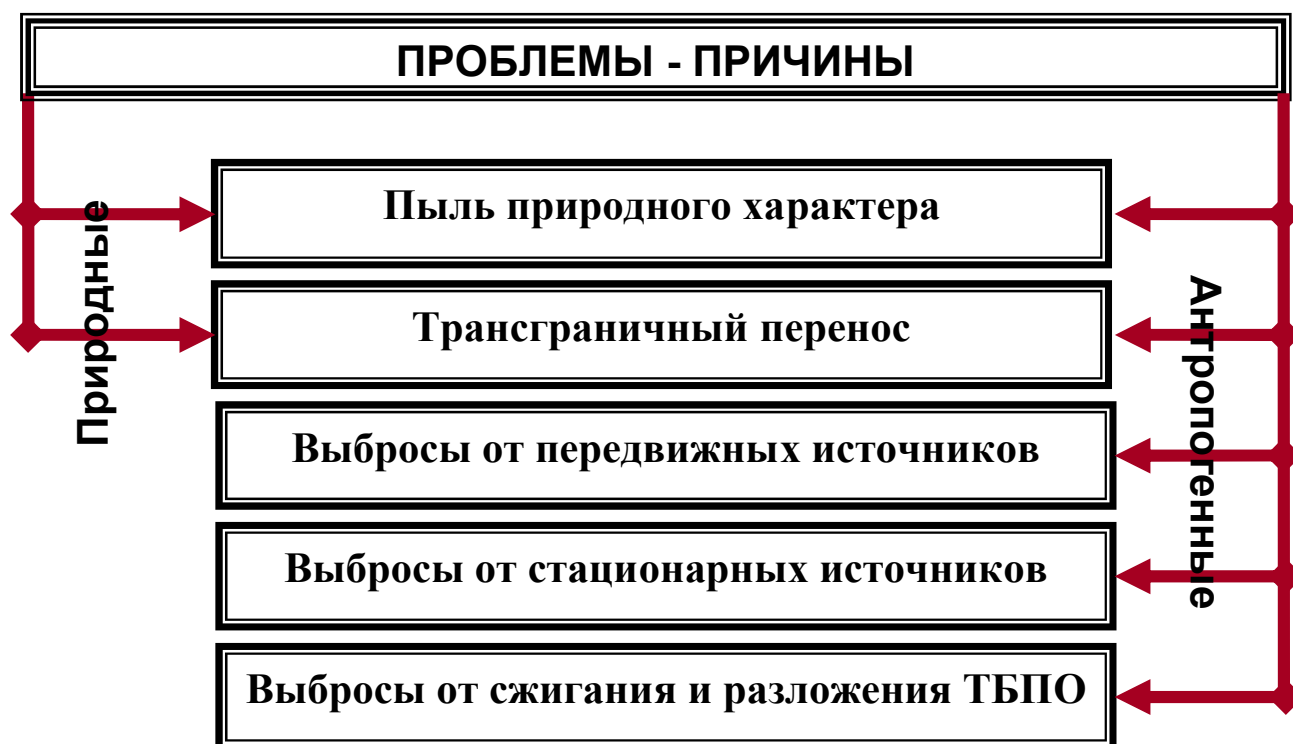 ПРОБЛЕМЫ - ПРИЧИНЫ
Природные
Пыль природного характера
Трансграничный перенос
Выбросы от передвижных источников
Выбросы от стационарных источников
Выбросы от сжигания и разложения ТБПО
Антропогенные